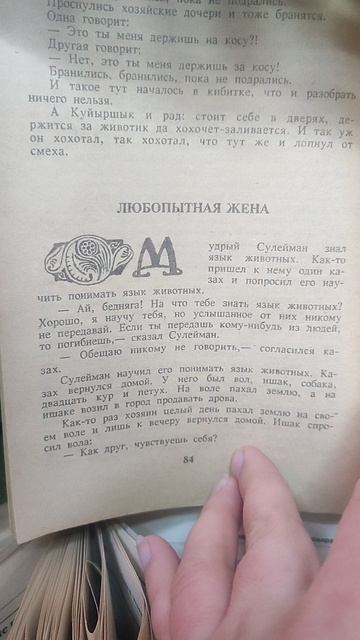 пока не подрались.
Проснулись хозяйские дочери и тоже бранятся.
Одна говорит:
— Это ты меня держишь на косу?!
Другая говорит:
— Нет, это ты меня держишь за косу!
Бранились, бранились, пока не подрались.
И такое тут началось в кибитке, что и разобрать
ничего нельзя.
А Куйыршык и рад: стоит себе в дверях, де-
ржится за животик да хохочет-заливается. И так уж
он хохотал, так хохотал, что тут же и лопнул от
смеха.
ЛЮБОПЫТНАЯ ЖЕНА
Мудрый Сулейман знал
язык животных. Как-то
пришел к нему один ка-
зах и попросил его нау-
чить понимать язык животных.
— Ай, бедняга! На что тебе знать язык животных?
Хорошо, я научу тебя, но услышанное от них никому
не передавай. Если ты передашь кому-нибудь из людей,
то погибнешь,— сказал Сулейман.
— Обещаю никому не говорить,— согласился ка-
зах.
Сулейман научил его понимать язык животных. Ка-
зах вернулся домой. У него был вол, ишак, собака,
двадцать кур и петух. На воле пахал землю, а на
ишаке возил в город продавать дрова.
Как-то раз хозяин целый день пахал землю на сво-
ем воле и лишь к вечеру вернулся домой. Ишак спро-
сил вола:
— Как друг, чувствуешь себя?
84